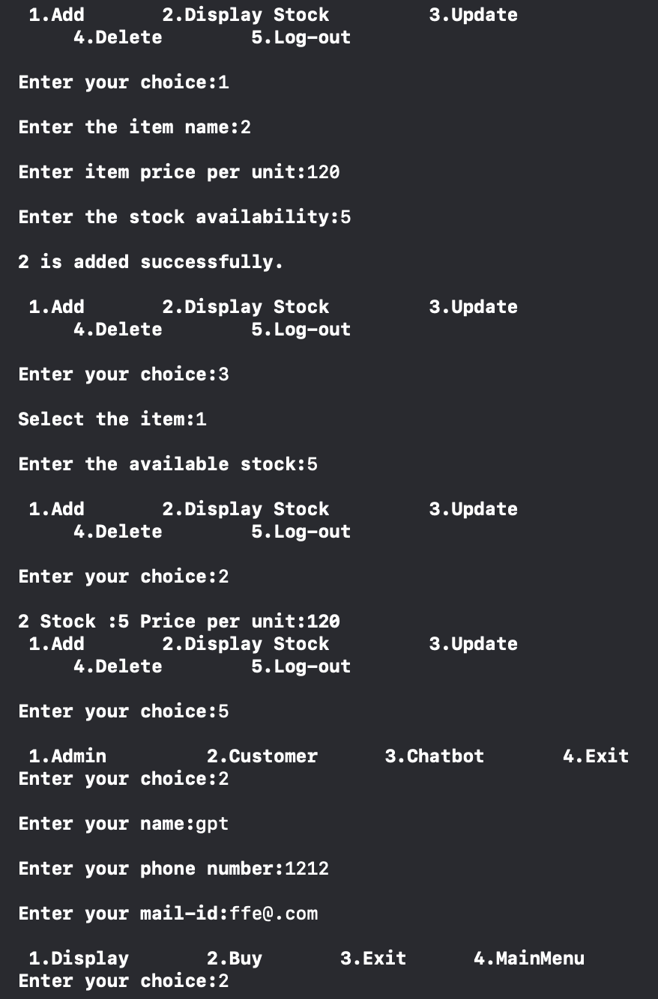 1.Add 2.Display Stock 3.Update
4.Delete 5.Log-out
Enter your choice:1
Enter the item name:2
Enter item price per unit:120
Enter the stock availability:5
2 is added successfully.
1.Add 2.Display Stock 3.Update
4.Delete 5.Log-out
Enter your choice:3
Select the item:1
Enter the available stock:5
1.Add 2.Display Stock 3.Update
4.Delete 5.Log-out
Enter your choice:2
2 Stock :5 Price per unit:120
1.Add 2.Display Stock 3.Update
4.Delete 5.Log-out
Enter your choice:5
1.Admin 2.Customer 3.Chatbot 4.Exit
Enter your choice:2
Enter your name:gpt
Enter your phone number:1212
Enter your mail-id:ffe@.com
1.Display 2.Buy 3.Exit 4.MainMenu
Enter your choice:2